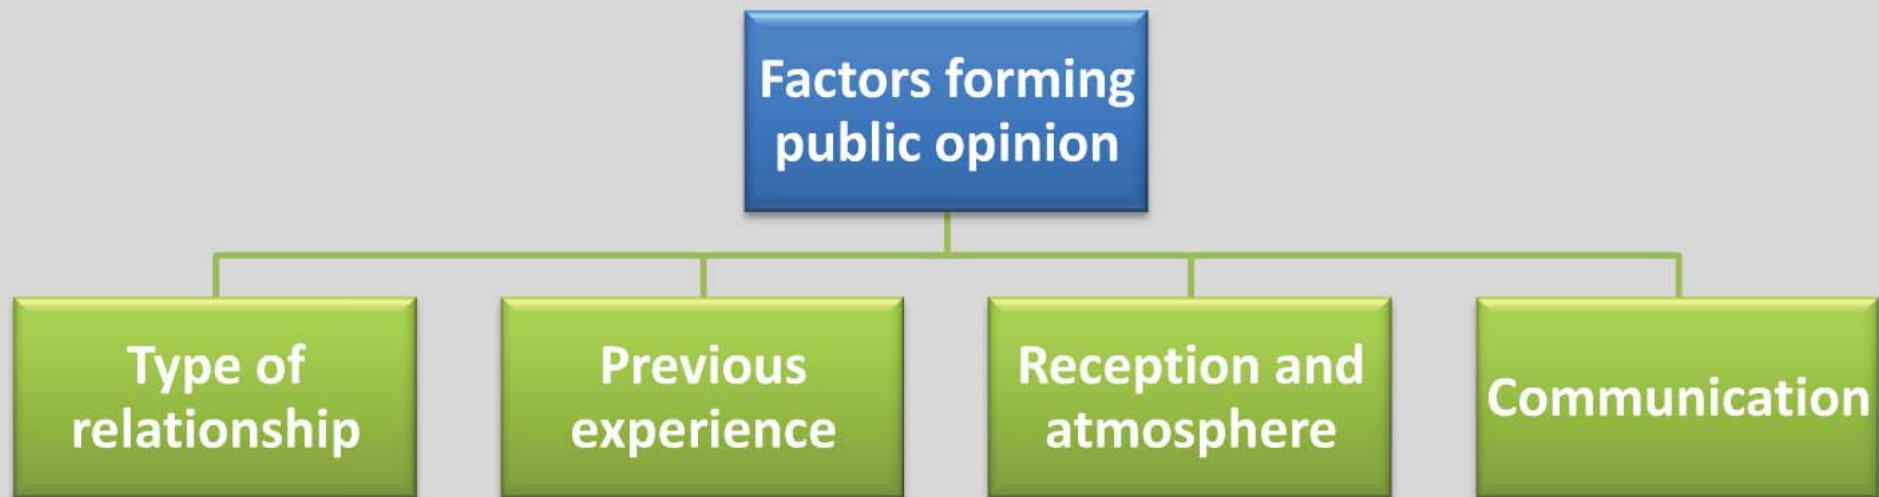 Factors forming
public opinion
Type of
relationship
Previous
experience
Reception and
atmosphere
Communication